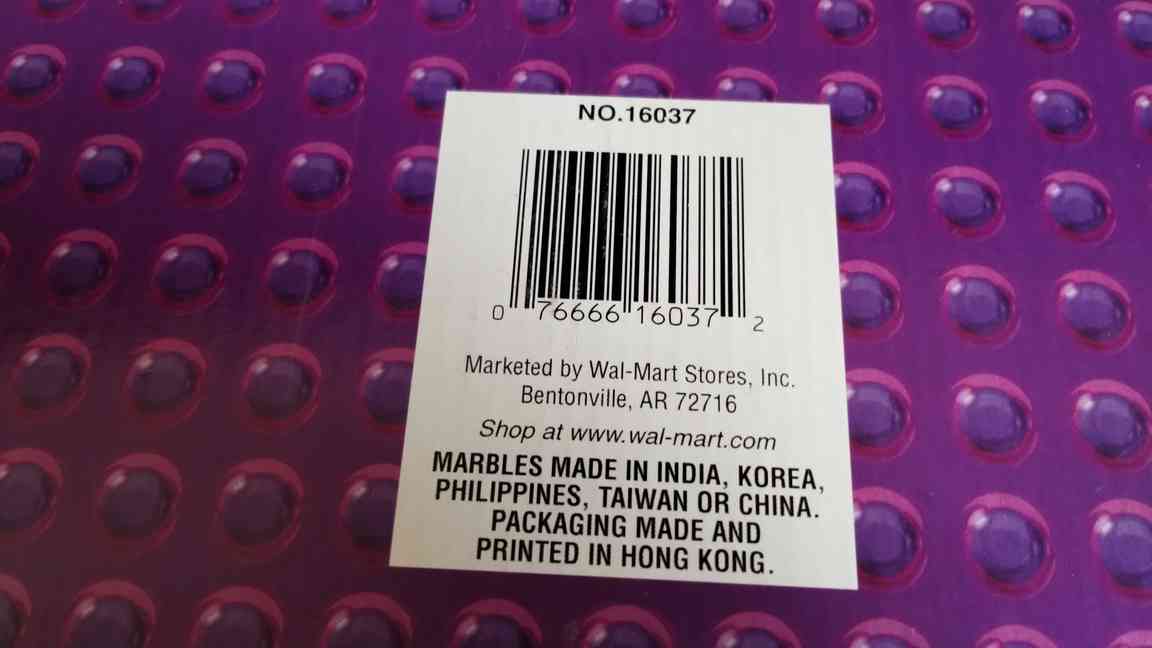 NO.16037
0 76666 16037 2
Marketed by Wal-Mart Stores, Inc.
Bentonville, AR 72716
Shop at www.wal-mart.com
MARBLES MADE IN INDIA, KOREA,
PHILIPPINES, TAIWAN OR CHINA.
PACKAGING MADE AND
PRINTED IN HONG KONG.